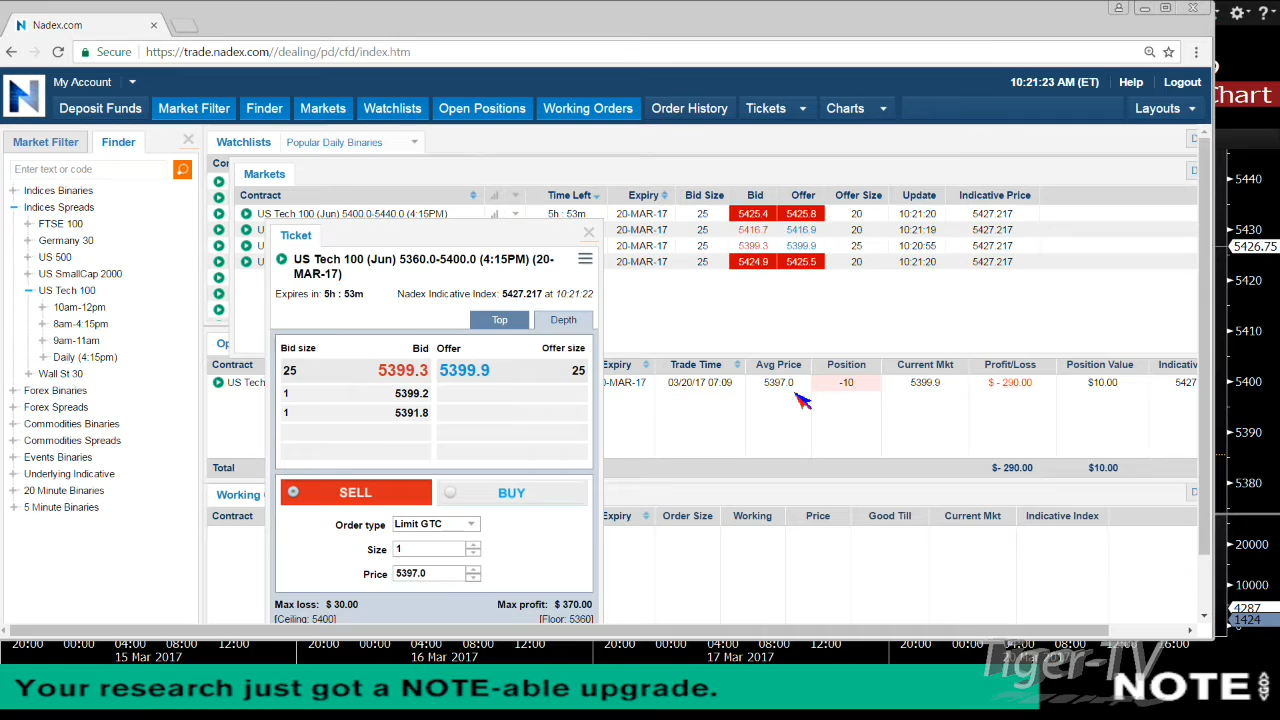 Nadex.com
Secure https://trade.nadex.com//dealing/pd/cfd/index.htm
My Account 10:21:23 AM (ET) Help Logout
Deposit Funds Market Filter Finder Markets Watchlists Open Positions Working Orders Order History Tickets Charts Layouts
Chart
Market Filter Finder
Enter text or code
Indices Binaries
Indices Spreads
FTSE 100
Germany 30
US 500
US SmallCap 2000
US Tech 100
10am-12pm
8am-4:15pm
9am-11am
Daily (4:15pm)
Wall St 30
Forex Binaries
Forex Spreads
Commodities Binaries
Commodities Spreads
Events Binaries
Underlying Indicative
20 Minute Binaries
5 Minute Binaries
Watchlists Popular Daily Binaries
Markets
Contract Time Left Expiry Bid Size Bid Offer Offer Size Update Indicative Price
US Tech 100 (Jun) 5400.0-5440.0 (4:15PM) 5h : 53m 20-MAR-17 25 5425.4 5425.8 20 10:21:20 5427.217
20-MAR-17 25 5416.7 5416.9 20 10:21:19 5427.217
20-MAR-17 25 5399.3 5399.9 20 10:20:55 5427.217
20-MAR-17 25 5424.9 5425.5 20 10:21:20 5427.217
Ticket
US Tech 100 (Jun) 5360.0-5400.0 (4:15PM) (20-
MAR-17)
Expires in: 5h : 53m Nadex Indicative Index: 5427.217 at 10:21:22
Top Depth
Bid size Bid Offer Offer size
25 5399.3 5399.9 25
1 5399.2
1 5391.8
SELL BUY
Order type Limit GTC
Size 1
Price 5397.0
Max loss: $ 30.00 Max profit: $ 370.00
[Ceiling: 5400] [Floor: 5360]
Contract Expiry Trade Time Avg Price Position Current Mkt Profit/Loss Position Value Indicativ
US Tech 0-MAR-17 03/20/17 07:09 5397.0 -10 5399.9 $ - 290.00 $10.00 5427
Total $- 290.00 $10.00
Working
Contract Expiry Order Size Working Price Good Till Current Mkt Indicative Index
5440
5430
5426.75
5420
5410
5400
5390
5380
20000
10000
4287
1424
20:00 00:00 04:00 08:00 12:00 20:00 00:00 04:00 08:00 12:00 20:00 00:00 04:00 08:00 12:00 20:00 00:00 04:00 08:00 12:00 16:00
15 Mar 2017 16 Mar 2017 17 Mar 2017
Tiger-TV
Your research just got a NOTE-able upgrade.
NOTE